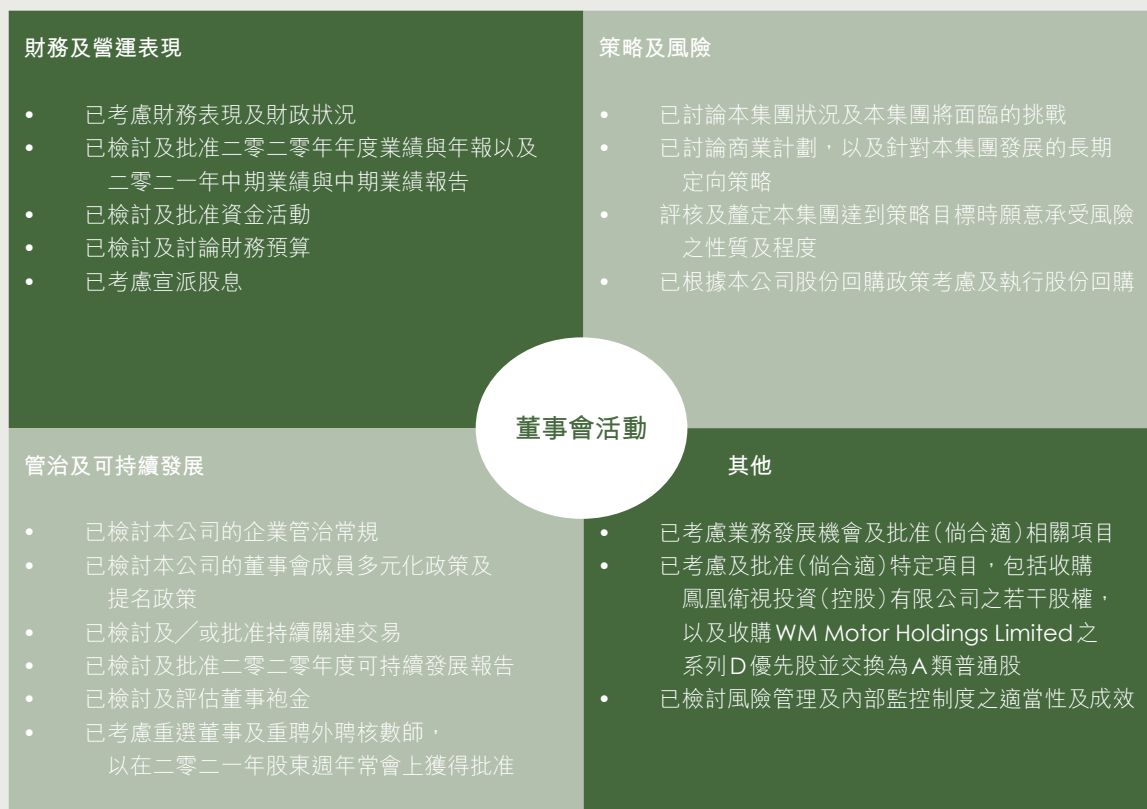 財務及營運表現
• 已考慮財務表現及財政狀況
• 已檢討及批准二零二零年年度業績與年報以及
二零二一年中期業績與中期業績報告
• 已檢討及批准資金活動
• 已檢討及討論財務預算
• 已考慮宣派股息
策略及風險
• 已討論本集團狀況及本集團將面臨的挑戰
• 已討論商業計劃，以及針對本集團發展的長期
定向策略
• 評核及釐定本集團達到策略目標時願意承受風險
之性質及程度
• 已根據本公司股份回購政策考慮及執行股份回購
董事會活動
管治及可持續發展
• 已檢討本公司的企業管治常規
• 已檢討本公司的董事會成員多元化政策及
提名政策
• 已檢討及╱或批准持續關連交易
• 已檢討及批准二零二零年度可持續發展報告
• 已檢討及評估董事袍金
• 已考慮重選董事及重聘外聘核數師，
以在二零二一年股東週年常會上獲得批准
其他
• 已考慮業務發展機會及批准（倘合適）相關項目
• 已考慮及批准（倘合適）特定項目，包括收購
鳳凰衛視投資（控股）有限公司之若干股權，
以及收購WM Motor Holdings Limited之
系列D優先股並交換為A類普通股
• 已檢討風險管理及內部監控制度之適當性及成效